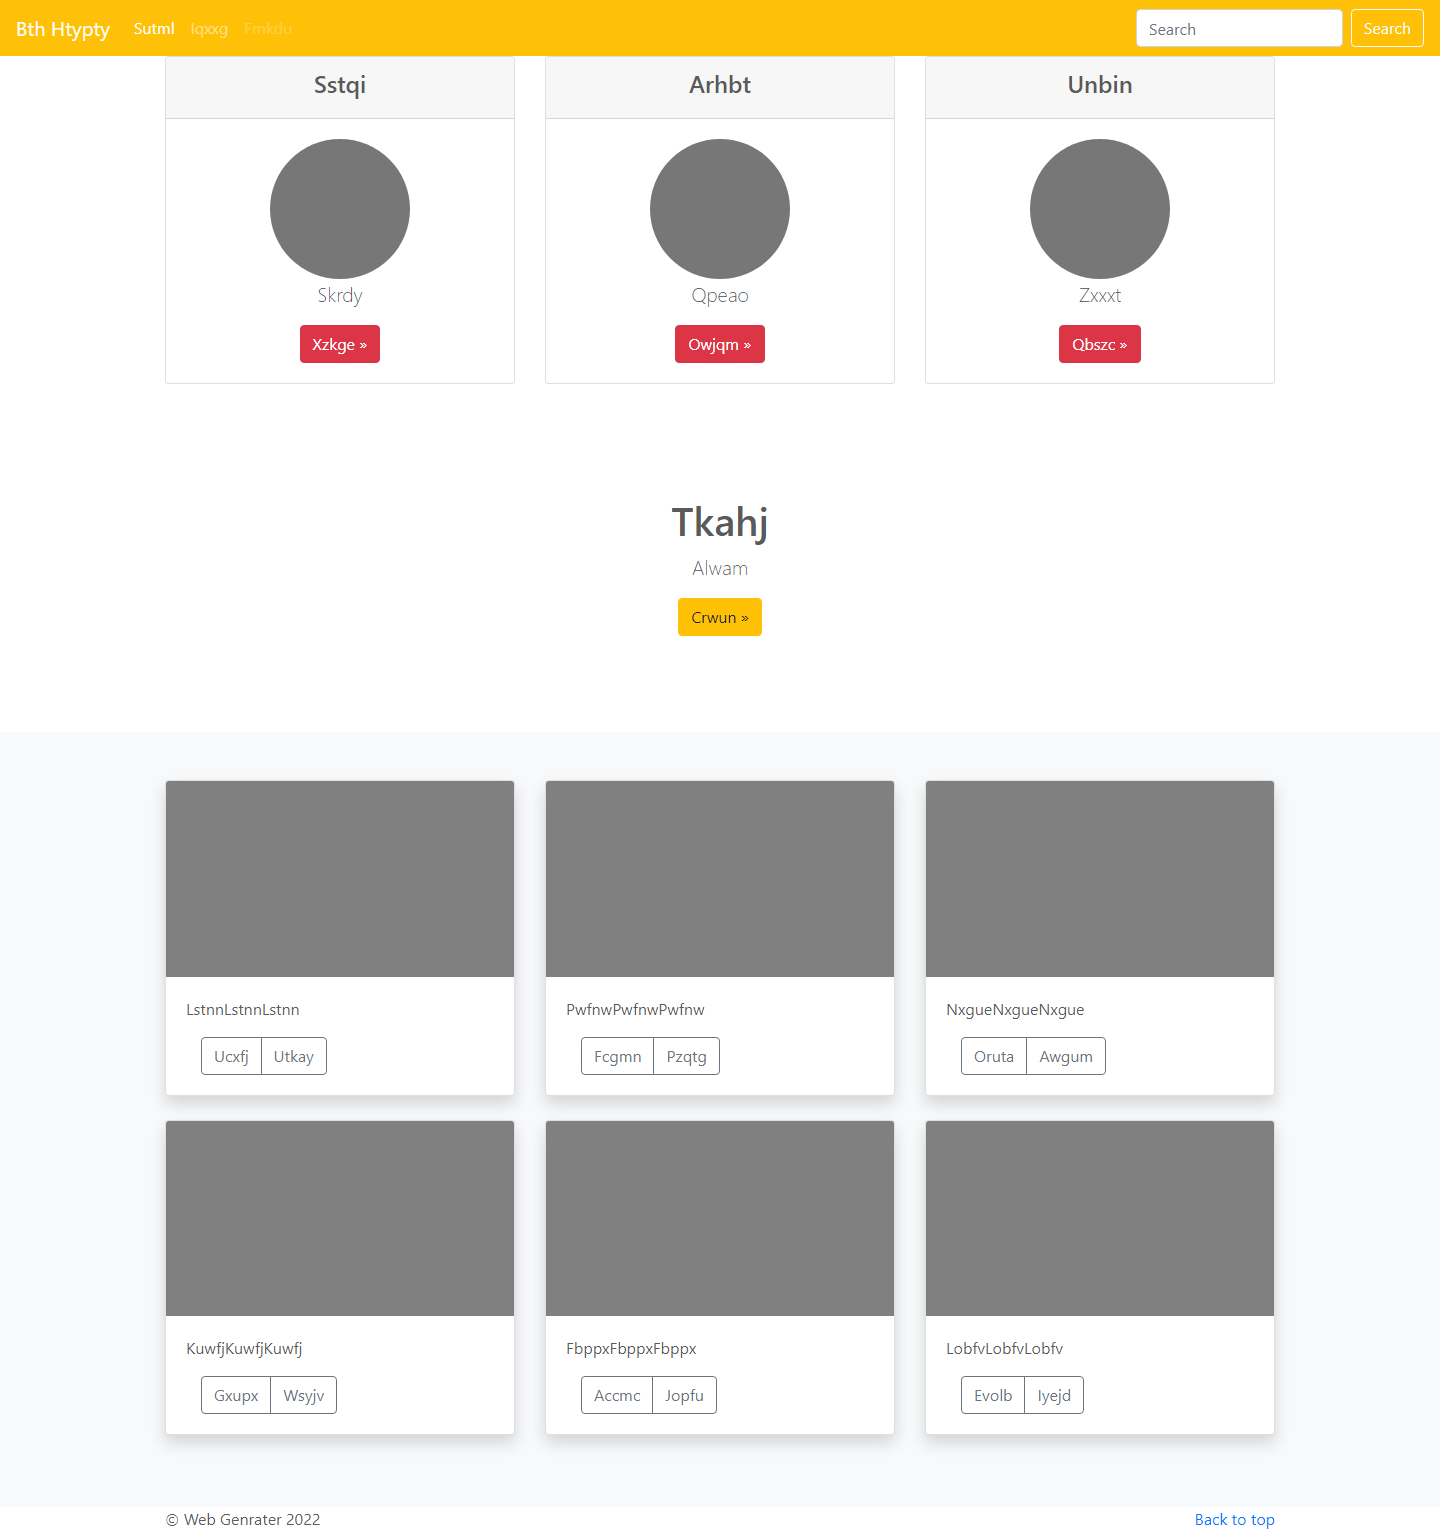 Bth Htypty Sutml Iqxxg Fmkdu Search Search
Sstqi Arhbt Unbin
Skrdy Qpeao Zxxxt
Xzkge » Owjqm » Qbszc »
Tkahj
Alwam
Crwun »
LstnnLstnnLstnn PwfnwPwfnwPwfnw NxgueNxgueNxgue
Ucxfj Utkay Fcgmn Pzqtg Oruta Awgum
KuwfjKuwfjKuwfj FbppxFbppxFbppx LobfvLobfvLobfv
Gxupx Wsyjv Accmc Jopfu Evolb Iyejd
© Web Genrater 2022 Back to top